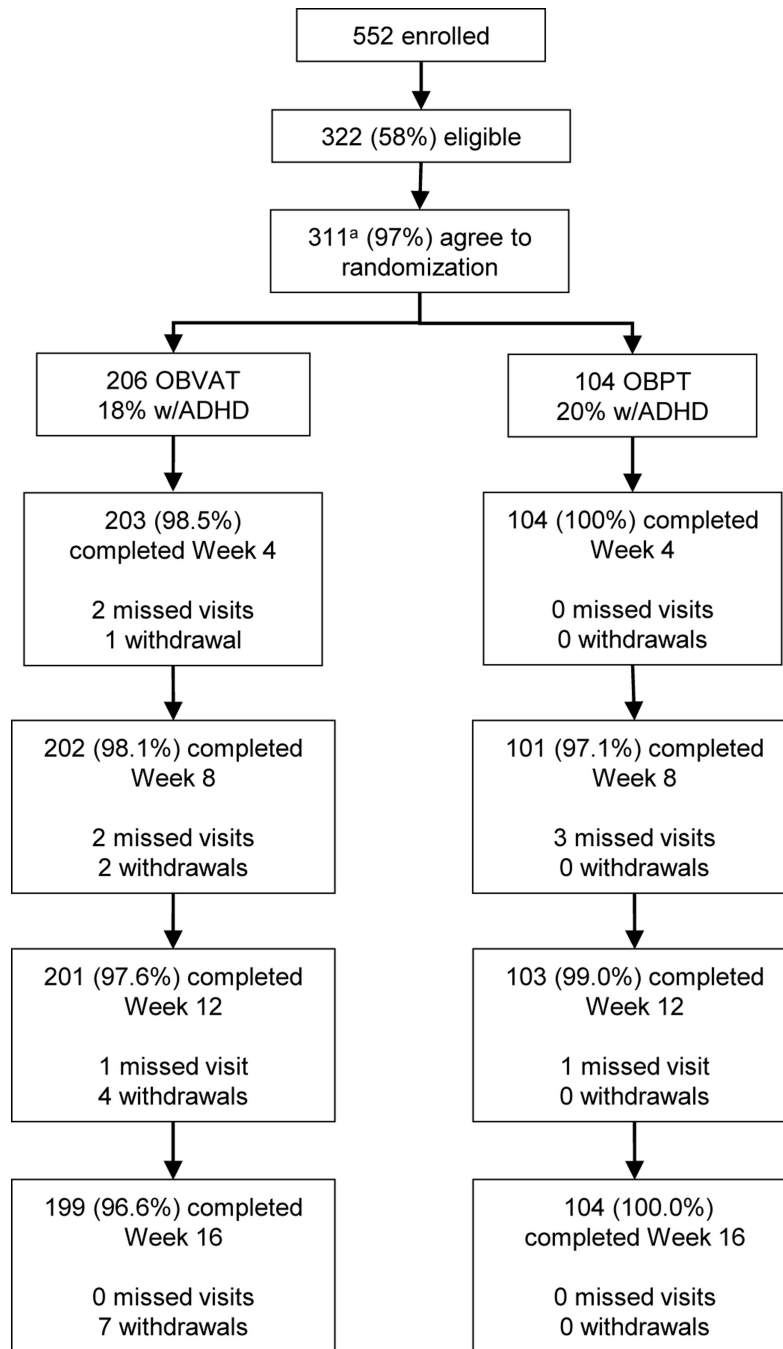 552 enrolled
322 (58%) eligible
311ᵃ (97%) agree to
randomization
206 OBVAT
18% w/ADHD
104 OBPT
20% w/ADHD
203 (98.5%)
completed Week 4
2 missed visits
1 withdrawal
104 (100%) completed
Week 4
0 missed visits
0 withdrawals
202 (98.1%) completed
Week 8
2 missed visits
2 withdrawals
101 (97.1%) completed
Week 8
3 missed visits
0 withdrawals
201 (97.6%) completed
Week 12
1 missed visit
4 withdrawals
103 (99.0%) completed
Week 12
1 missed visit
0 withdrawals
199 (96.6%) completed
Week 16
0 missed visits
7 withdrawals
104 (100.0%)
completed Week 16
0 missed visits
0 withdrawals